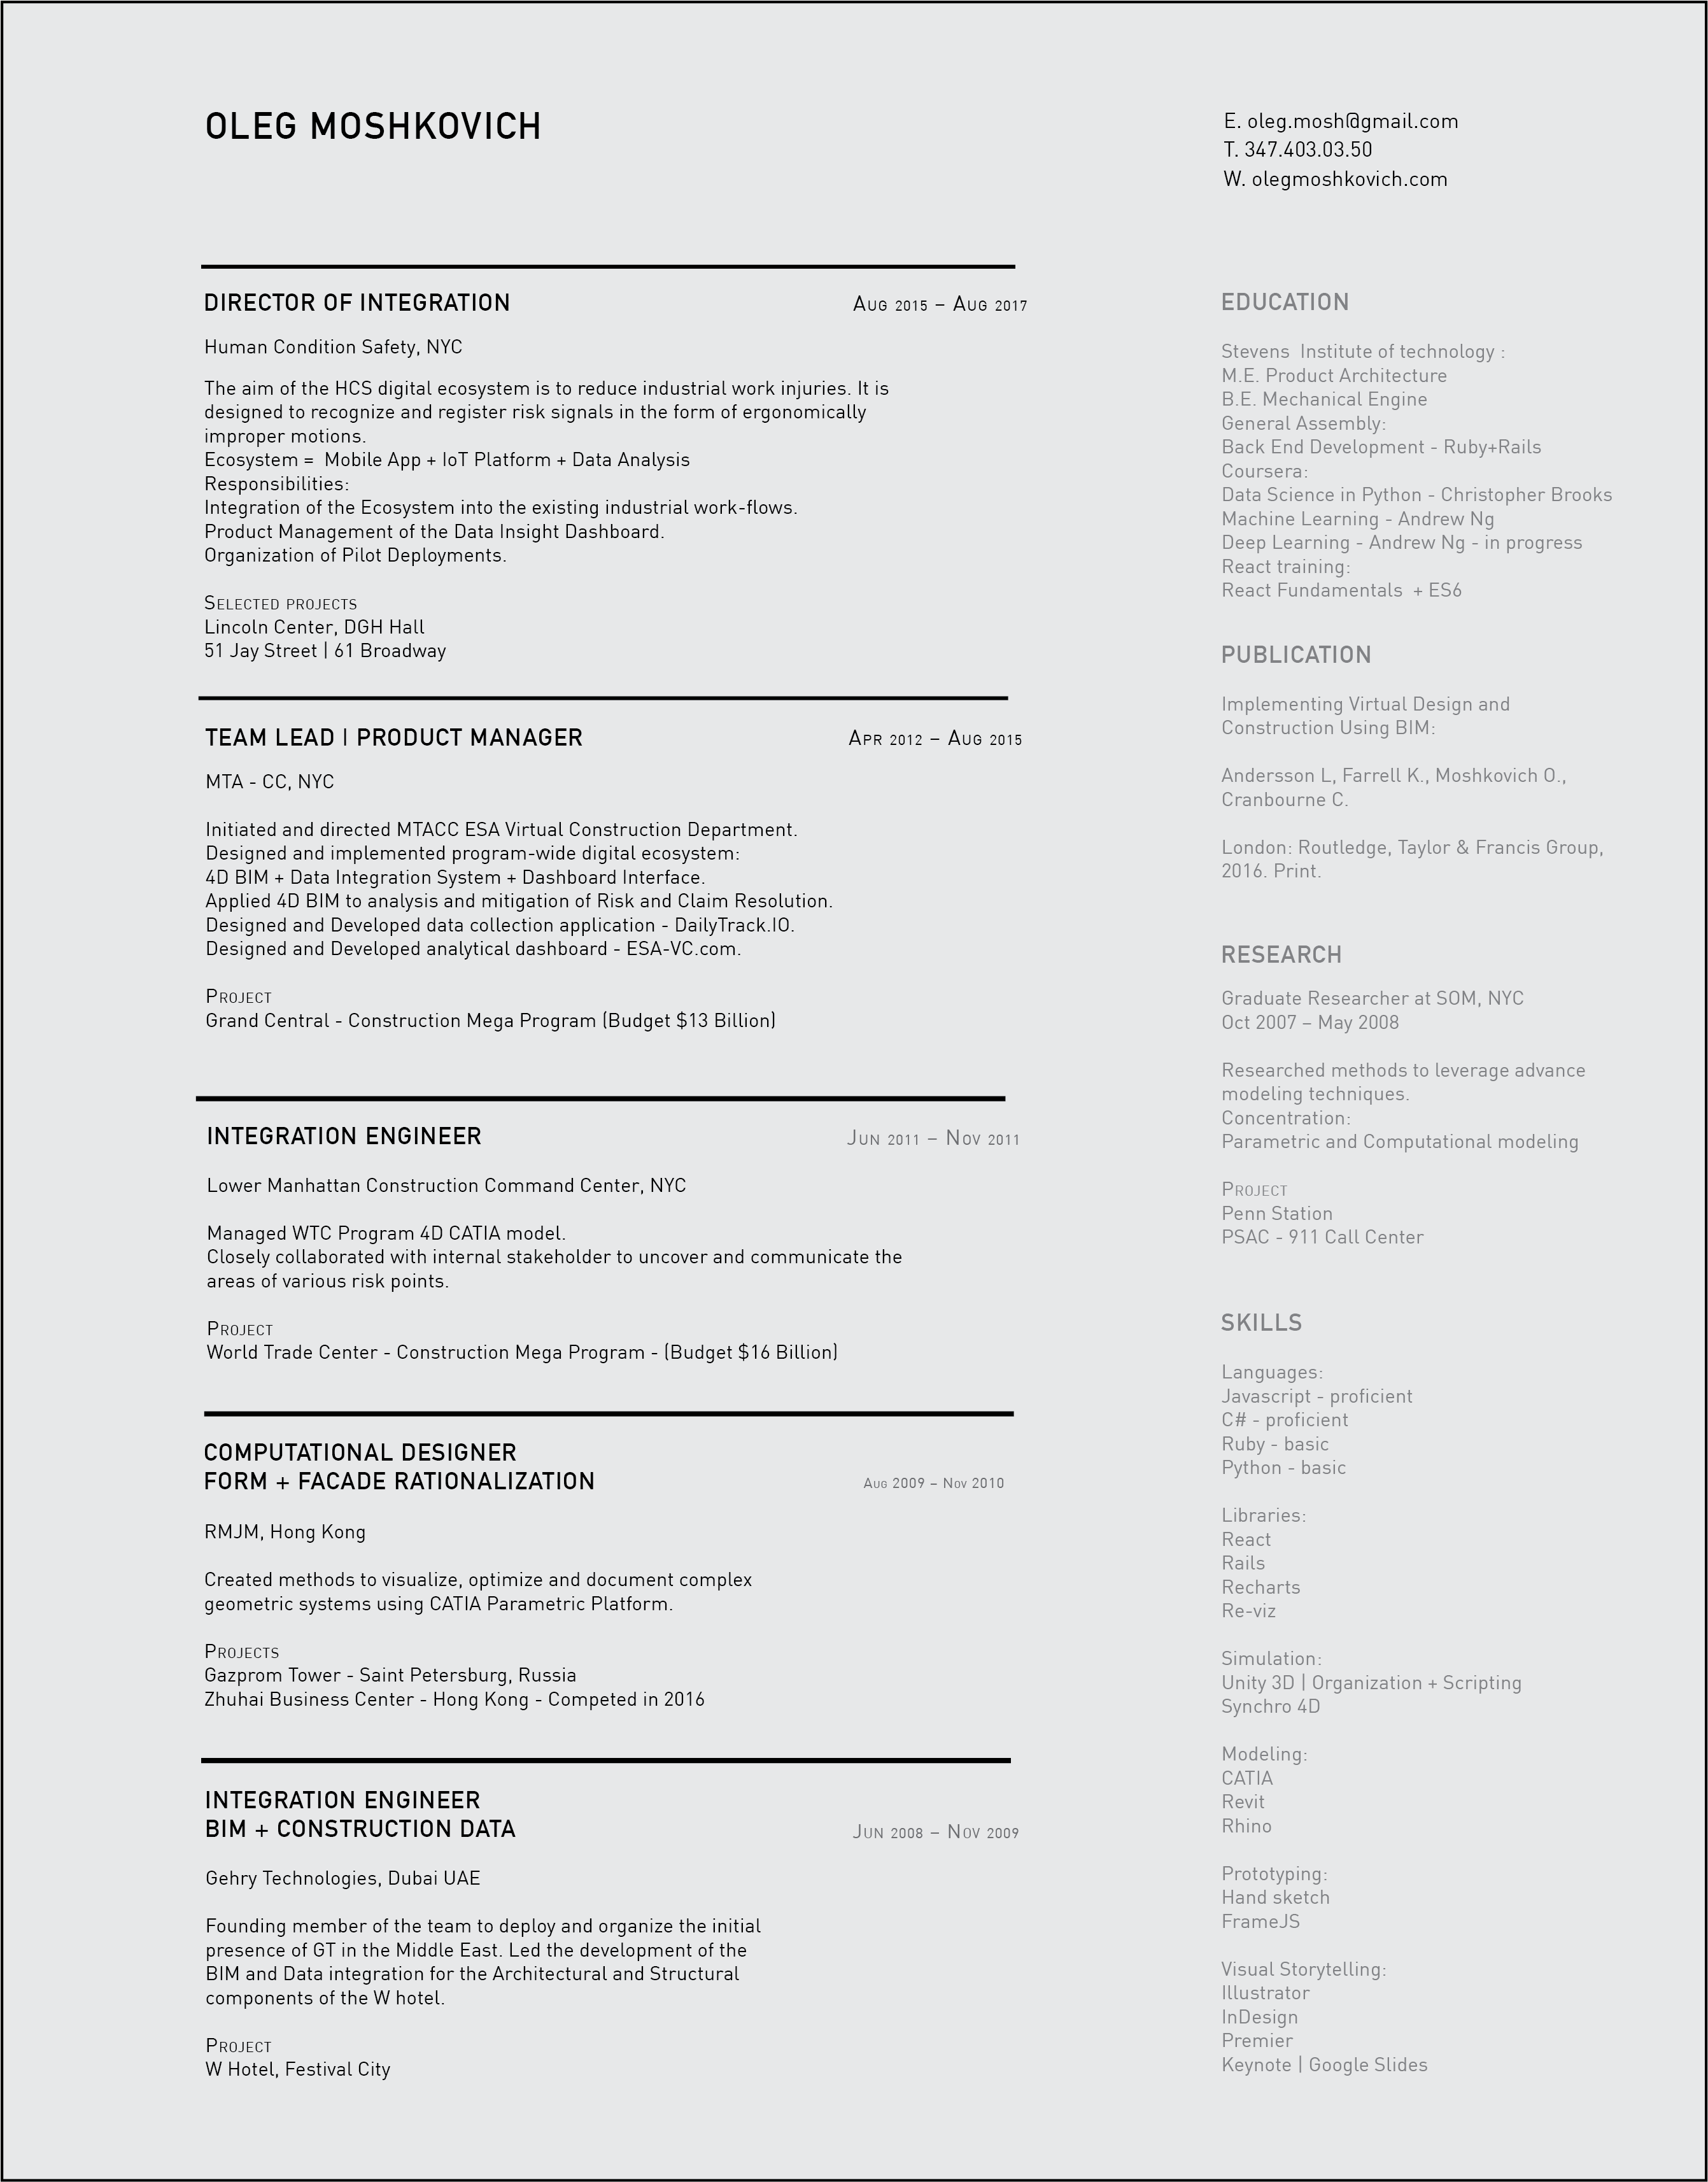 OLEG MOSHKOVICH
E. oleg.mosh@gmail.com
T. 347.403.03.50
W. olegmoshkovich.com
DIRECTOR OF INTEGRATION
Aug 2015 – Aug 2017
Human Condition Safety, NYC
The aim of the HCS digital ecosystem is to reduce industrial work injuries. It is
designed to recognize and register risk signals in the form of ergonomically
improper motions.
Ecosystem =  Mobile App + IoT Platform + Data Analysis
Responsibilities:
Integration of the Ecosystem into the existing industrial work-flows.
Product Management of the Data Insight Dashboard.
Organization of Pilot Deployments.
Selected projects
Lincoln Center, DGH Hall
51 Jay Street | 61 Broadway
TEAM LEAD | PRODUCT MANAGER
Apr 2012 – Aug 2015
MTA - CC, NYC
Initiated and directed MTACC ESA Virtual Construction Department.
Designed and implemented program-wide digital ecosystem:
4D BIM + Data Integration System + Dashboard Interface.
Applied 4D BIM to analysis and mitigation of Risk and Claim Resolution.
Designed and Developed data collection application - DailyTrack.IO.
Designed and Developed analytical dashboard - ESA-VC.com.
Project
Grand Central - Construction Mega Program (Budget $13 Billion)
INTEGRATION ENGINEER
Jun 2011 – Nov 2011
Lower Manhattan Construction Command Center, NYC
Managed WTC Program 4D CATIA model.
Closely collaborated with internal stakeholder to uncover and communicate the
areas of various risk points.
Project
World Trade Center - Construction Mega Program - (Budget $16 Billion)
COMPUTATIONAL DESIGNER
FORM + FACADE RATIONALIZATION
Aug 2009 – Nov 2010
RMJM, Hong Kong
Created methods to visualize, optimize and document complex
geometric systems using CATIA Parametric Platform.
Projects
Gazprom Tower - Saint Petersburg, Russia
Zhuhai Business Center - Hong Kong - Competed in 2016
INTEGRATION ENGINEER
BIM + CONSTRUCTION DATA
Jun 2008 – Nov 2009
Gehry Technologies, Dubai UAE
Founding member of the team to deploy and organize the initial
presence of GT in the Middle East. Led the development of the
BIM and Data integration for the Architectural and Structural
components of the W hotel.
Project
W Hotel, Festival City
EDUCATION
Stevens  Institute of technology :
M.E. Product Architecture
B.E. Mechanical Engine
General Assembly:
Back End Development - Ruby+Rails
Coursera:
Data Science in Python - Christopher Brooks
Machine Learning - Andrew Ng
Deep Learning - Andrew Ng - in progress
React training:
React Fundamentals  + ES6
PUBLICATION
Implementing Virtual Design and
Construction Using BIM:
Andersson L, Farrell K., Moshkovich O.,
Cranbourne C.
London: Routledge, Taylor & Francis Group,
2016. Print.
RESEARCH
Graduate Researcher at SOM, NYC
Oct 2007 – May 2008
Researched methods to leverage advance
modeling techniques.
Concentration:
Parametric and Computational modeling
Project
Penn Station
PSAC - 911 Call Center
SKILLS
Languages:
Javascript - proficient
C# - proficient
Ruby - basic
Python - basic
Libraries:
React
Rails
Recharts
Re-viz
Simulation:
Unity 3D | Organization + Scripting
Synchro 4D
Modeling:
CATIA
Revit
Rhino
Prototyping:
Hand sketch
FrameJS
Visual Storytelling:
Illustrator
InDesign
Premier
Keynote | Google Slides